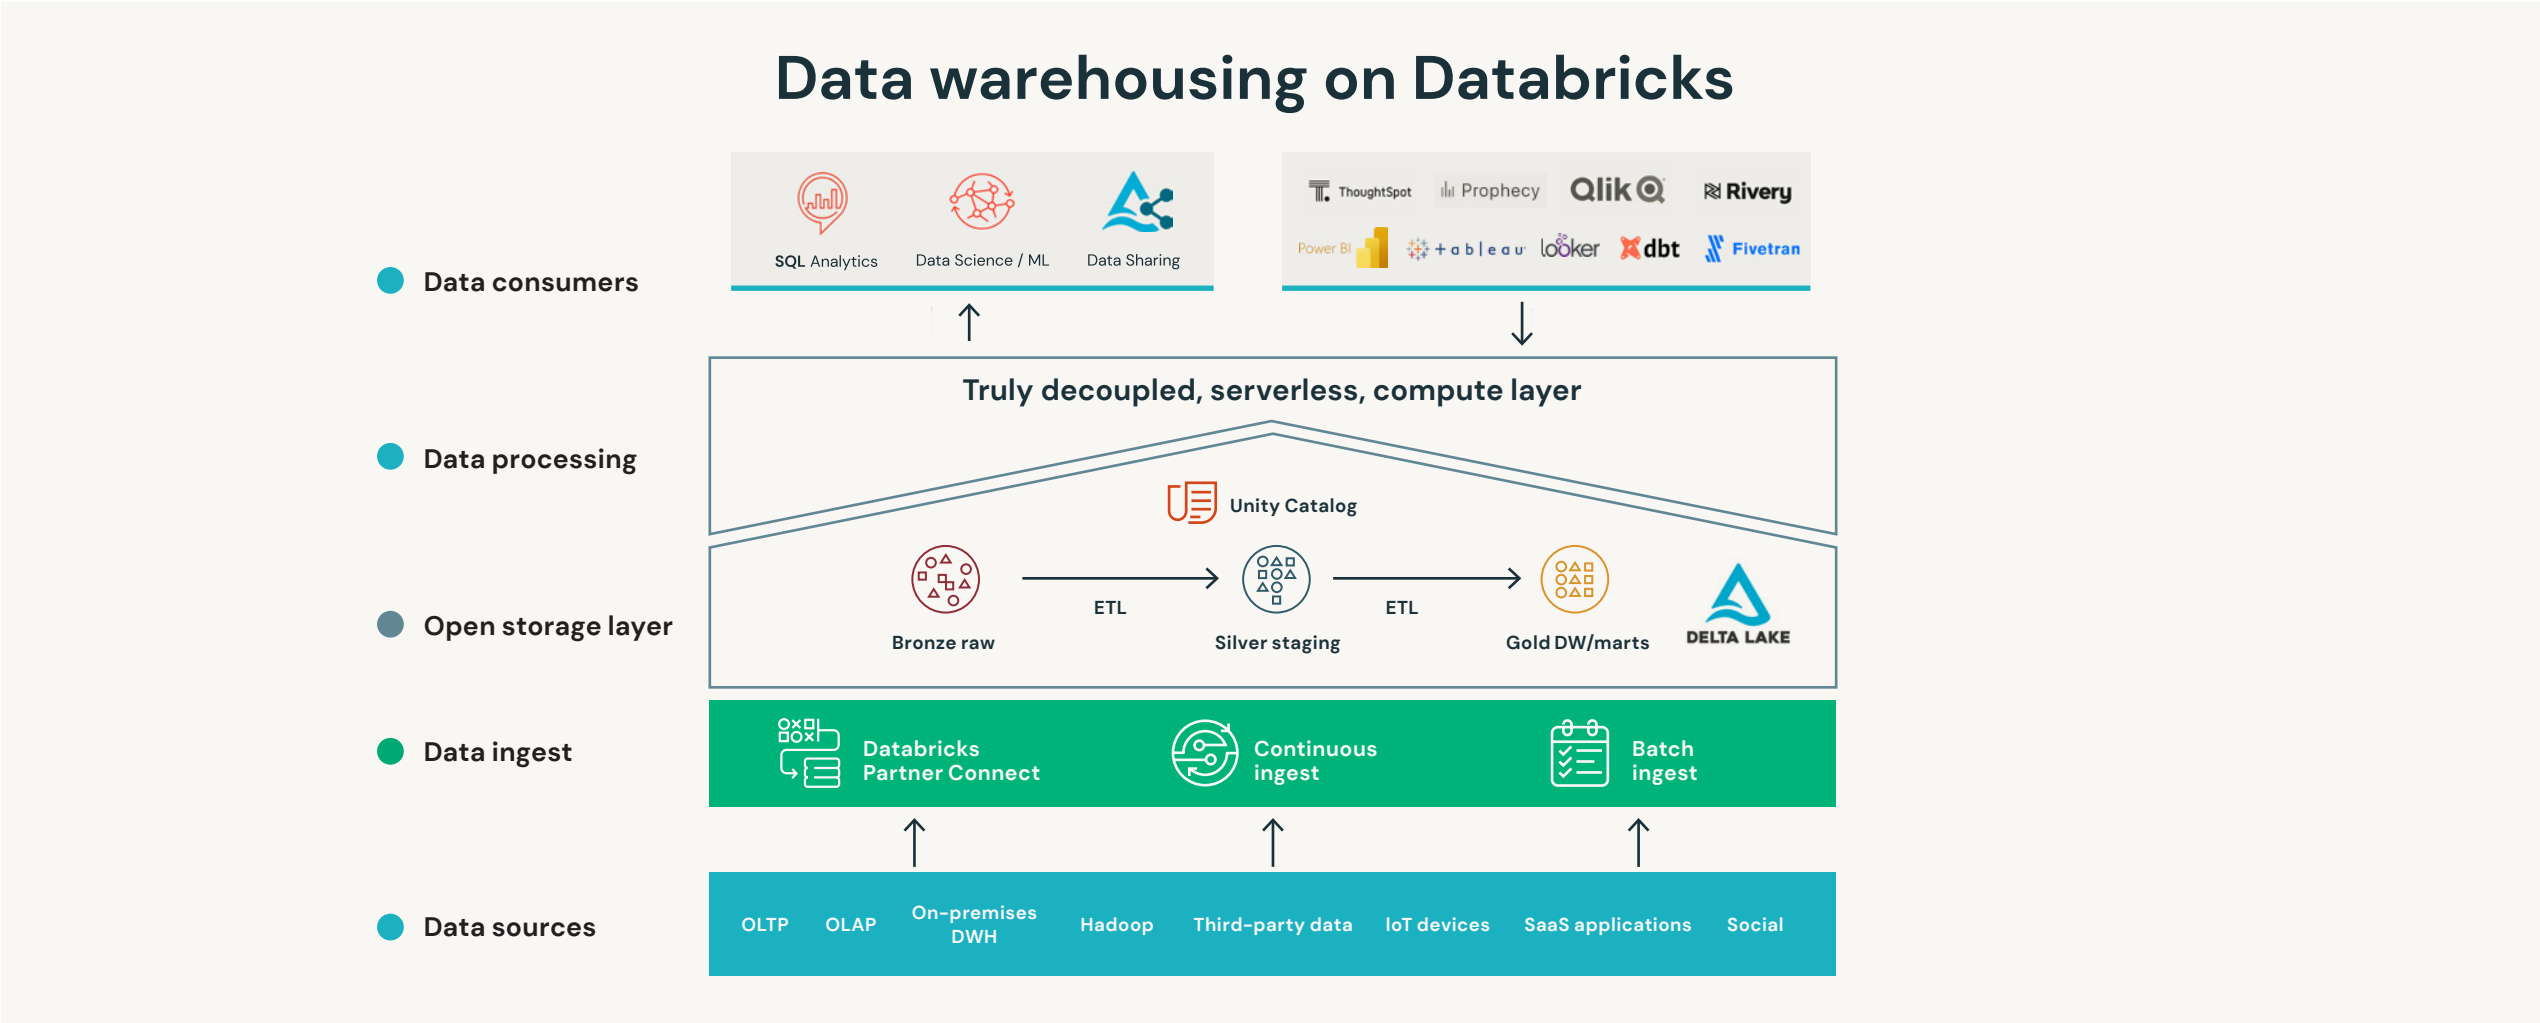 Data warehousing on Databricks
ThoughtSpot
Prophecy
Qlik
Rivery
Power BI
+ableau
looker
dbt
Fivetran
SQL Analytics
Data Science / ML
Data Sharing
Data consumers
Truly decoupled, serverless, compute layer
Data processing
Unity Catalog
ETL
ETL
Open storage layer
Bronze raw
Silver staging
Gold DW/marts
DELTA LAKE
Data ingest
Databricks
Partner Connect
Continuous
ingest
Batch
ingest
Data sources
OLTP
OLAP
On-premises
DWH
Hadoop
Third-party data
IoT devices
SaaS applications
Social